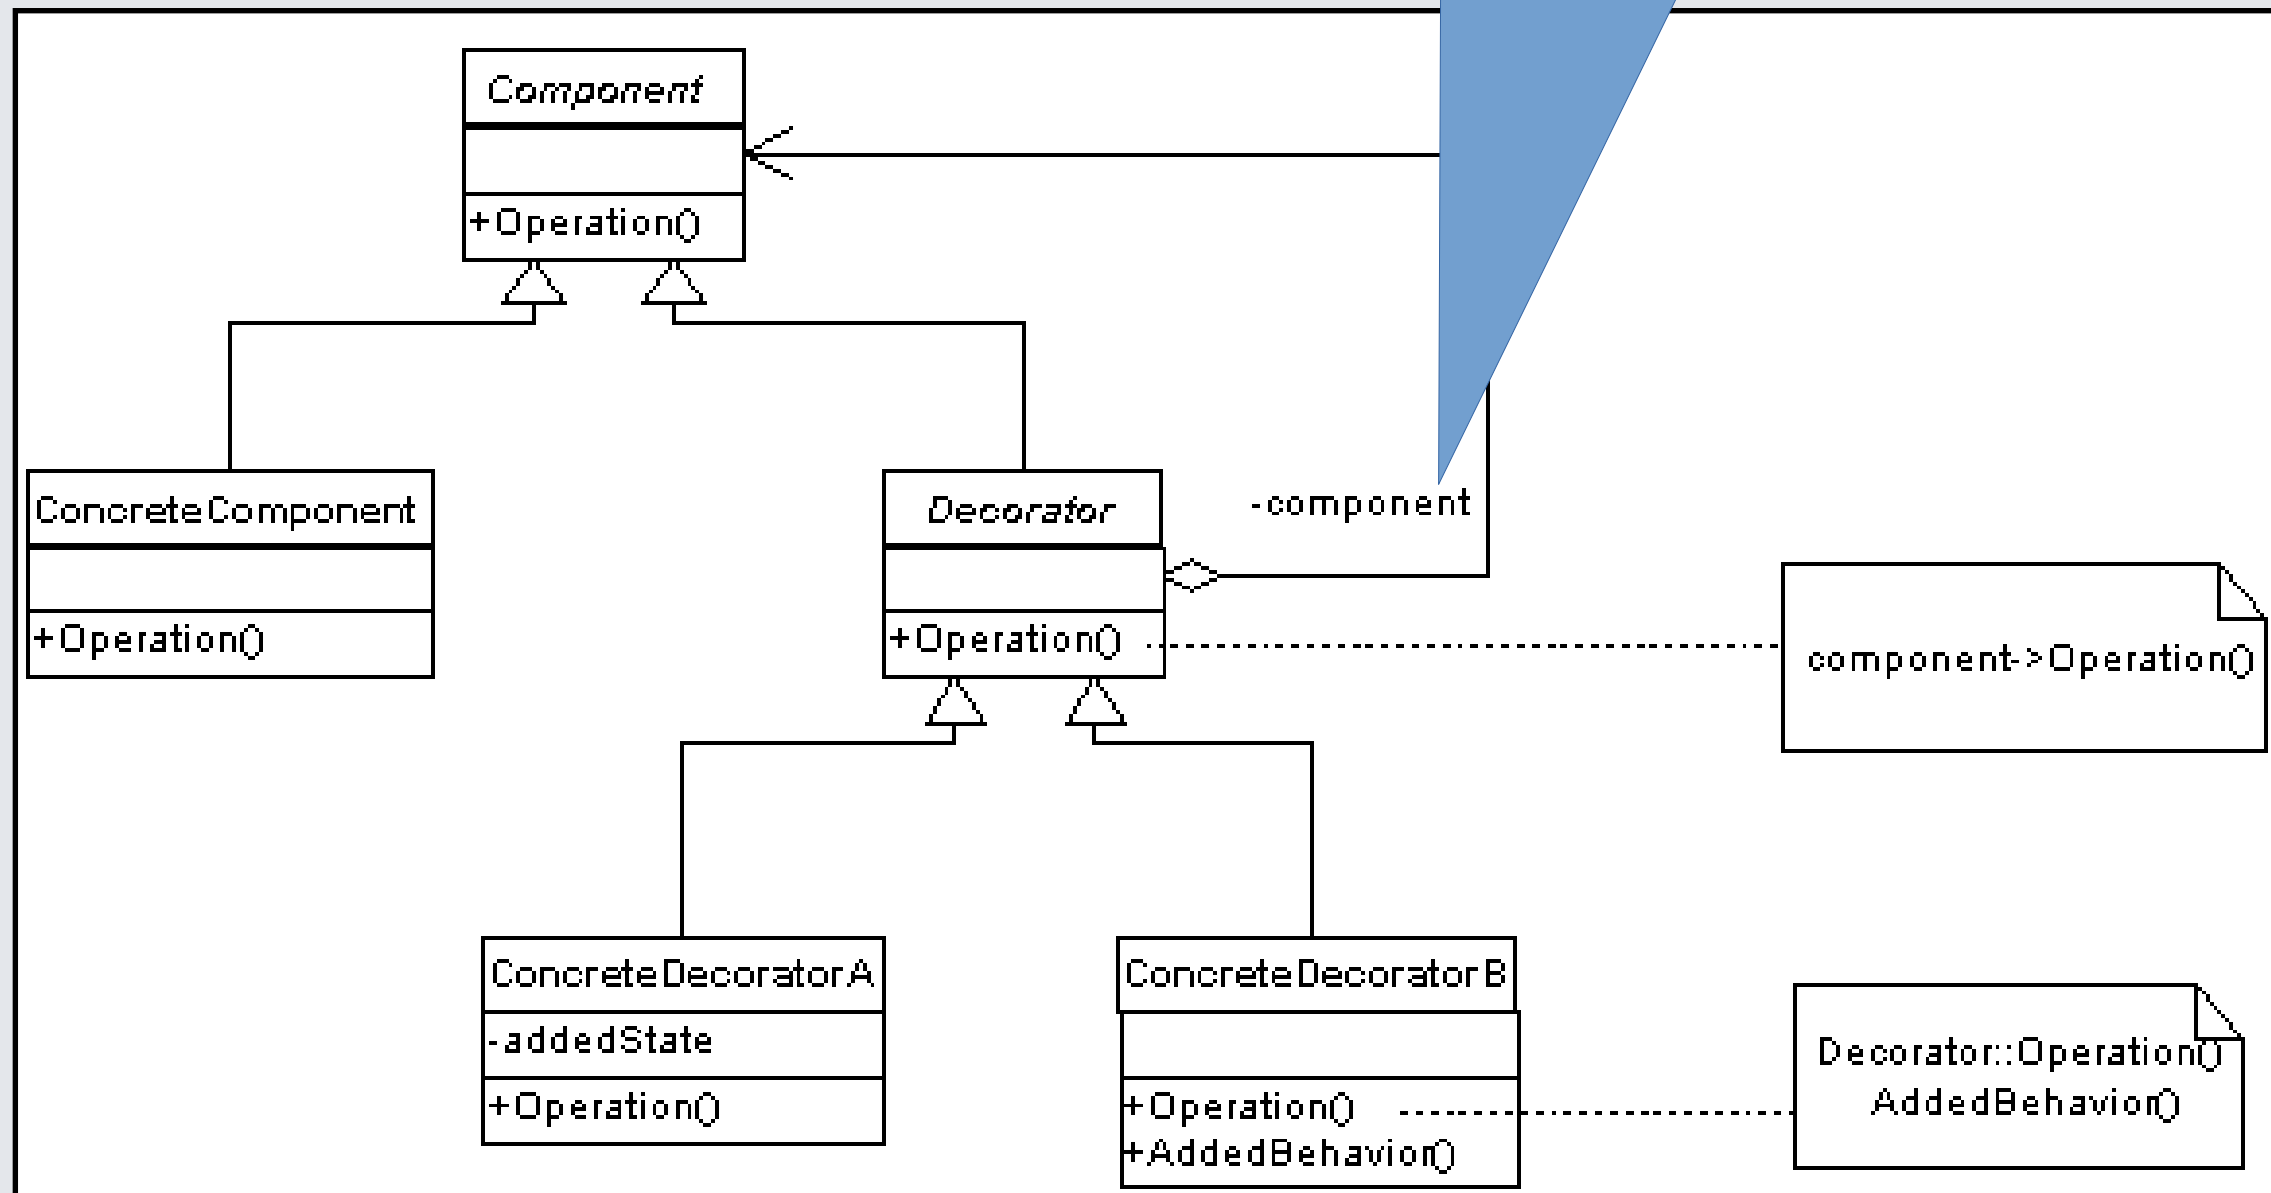 Component
+Operation()
ConcreteComponent
+Operation()
Decorator
+Operation()
-component
component->Operation()
ConcreteDecoratorA
-addedState
+Operation()
ConcreteDecoratorB
+Operation()
+AddedBehavior()
Decorator::Operation()
AddedBehavior()